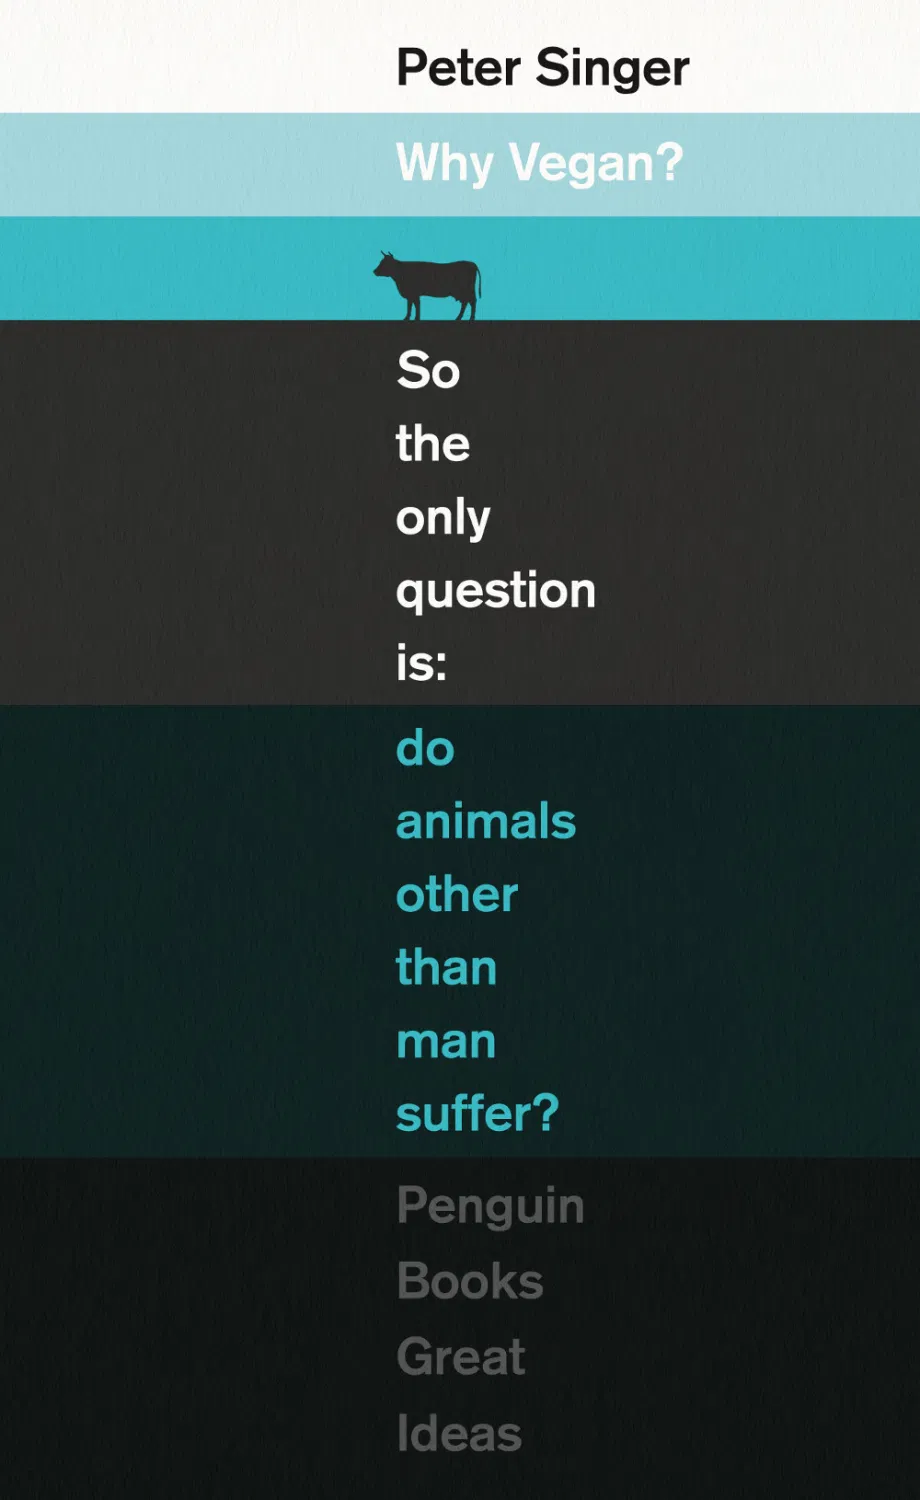 Peter Singer
Why Vegan?
So
the
only
question
is:
do
animals
other
than
man
suffer?
Penguin
Books
Great
Ideas